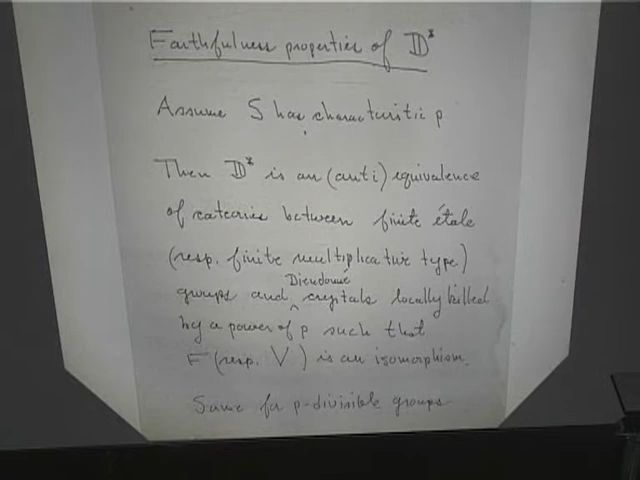 Faithfulness properties of 𝔻*
Assume S has characteristic p
Then 𝔻* is an (anti) equivalence
of categories between finite étale
(resp. finite multiplicative type)
groups and Dieudonné crystals locally killed
by a power of p such that
F (resp. V) is an isomorphism.
Same for p-divisible groups